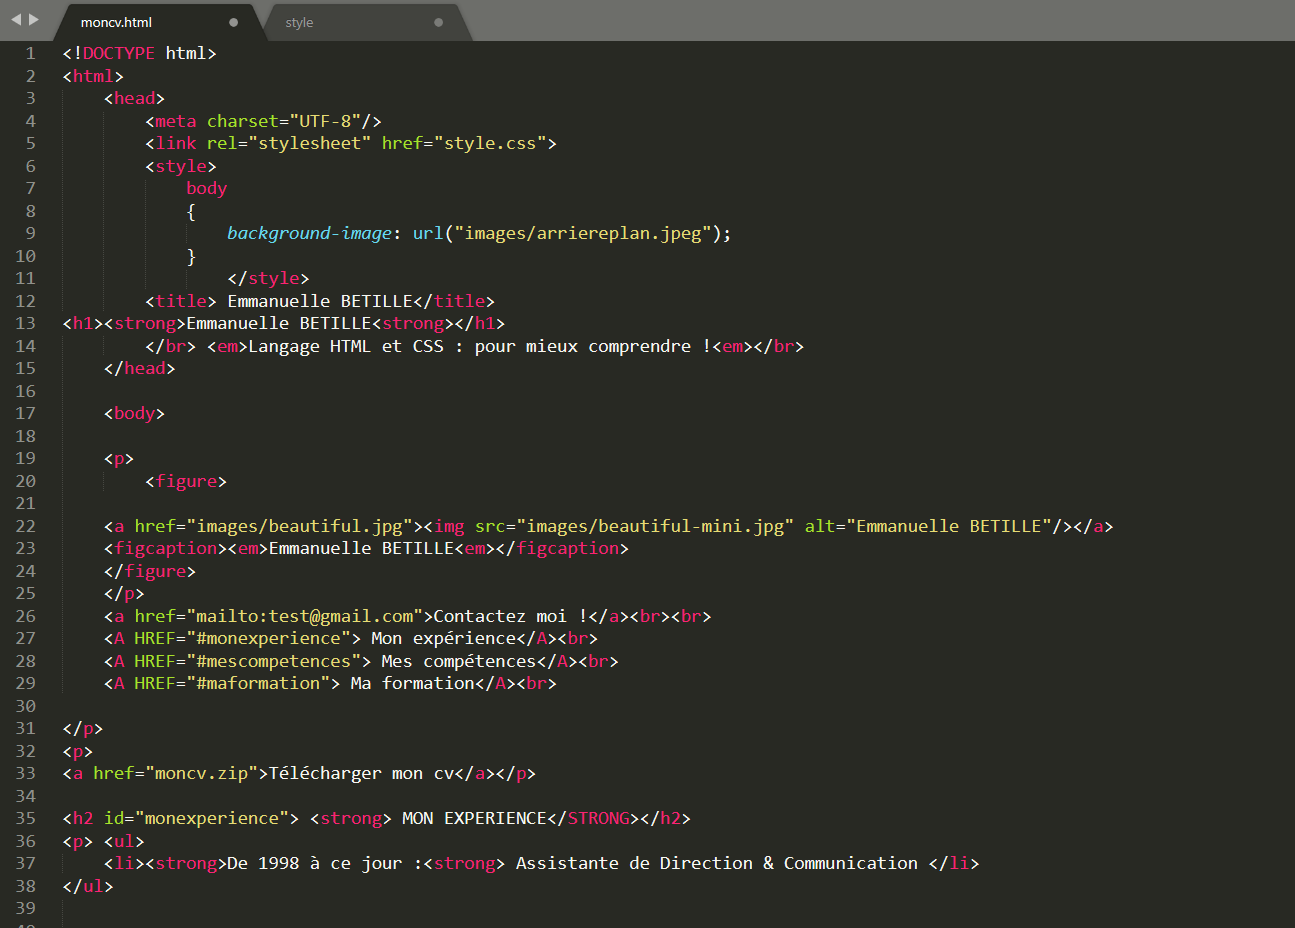 moncv.html
style
1 <!DOCTYPE html>
2 <html>
3 <head>
4 <meta charset="UTF-8"/>
5 <link rel="stylesheet" href="style.css">
6 <style>
7 body
8 {
9 background-image: url("images/arriereplan.jpeg");
10 }
11 </style>
12 <title> Emmanuelle BETILLE</title>
13 <h1><strong>Emmanuelle BETILLE<strong></h1>
14 </br> <em>Langage HTML et CSS : pour mieux comprendre !<em></br>
15 </head>
16
17 <body>
18
19 <p>
20 <figure>
21
22 <a href="images/beautiful.jpg"><img src="images/beautiful-mini.jpg" alt="Emmanuelle BETILLE"/></a>
23 <figcaption><em>Emmanuelle BETILLE<em></figcaption>
24 </figure>
25 </p>
26 <a href="mailto:test@gmail.com">Contactez moi !</a><br><br>
27 <A HREF="#monexperience"> Mon expérience</A><br>
28 <A HREF="#mescompetences"> Mes compétences</A><br>
29 <A HREF="#maformation"> Ma formation</A><br>
30
31 </p>
32 <p>
33 <a href="moncv.zip">Télécharger mon cv</a></p>
34
35 <h2 id="monexperience"> <strong> MON EXPERIENCE</STRONG></h2>
36 <p> <ul>
37 <li><strong>De 1998 à ce jour :<strong> Assistante de Direction & Communication </li>
38 </ul>
39